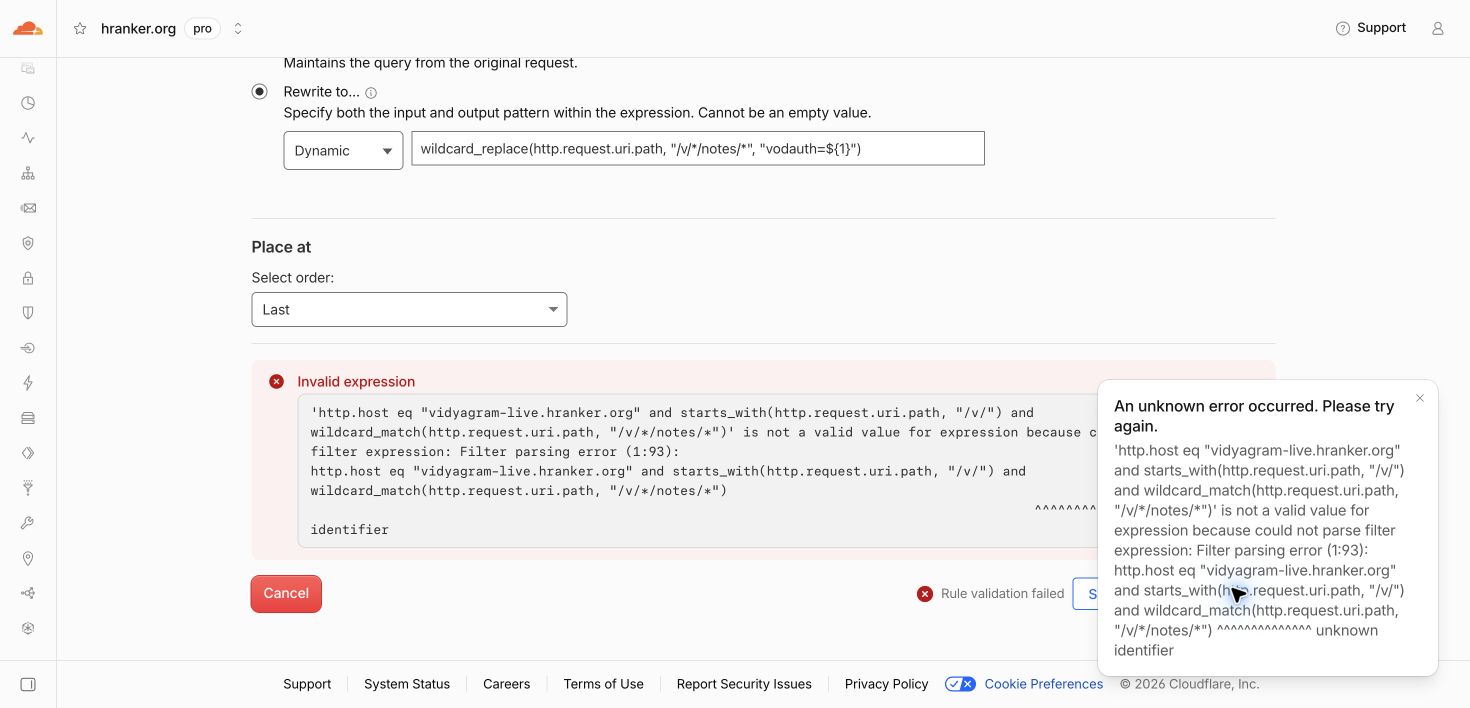 hranker.org pro
Support
Maintains the query from the original request.
Rewrite to...
Specify both the input and output pattern within the expression. Cannot be an empty value.
Dynamic
wildcard_replace(http.request.uri.path, "/v/*/notes/*", "vodauth=${1}")
Place at
Select order:
Last
Invalid expression
'http.host eq "vidyagram-live.hranker.org" and starts_with(http.request.uri.path, "/v/") and
wildcard_match(http.request.uri.path, "/v/*/notes/*")' is not a valid value for expression because c
filter expression: Filter parsing error (1:93):
http.host eq "vidyagram-live.hranker.org" and starts_with(http.request.uri.path, "/v/") and
wildcard_match(http.request.uri.path, "/v/*/notes/*")
^^^^^^^^
identifier
An unknown error occurred. Please try
again.
'http.host eq "vidyagram-live.hranker.org"
and starts_with(http.request.uri.path, "/v/")
and wildcard_match(http.request.uri.path,
"/v/*/notes/*")' is not a valid value for
expression because could not parse filter
expression: Filter parsing error (1:93):
http.host eq "vidyagram-live.hranker.org"
and starts_with(http.request.uri.path, "/v/")
and wildcard_match(http.request.uri.path,
"/v/*/notes/*") ^^^^^^^^^^^^^^ unknown
identifier
Cancel
Rule validation failed
S
Support
System Status
Careers
Terms of Use
Report Security Issues
Privacy Policy
Cookie Preferences
© 2026 Cloudflare, Inc.